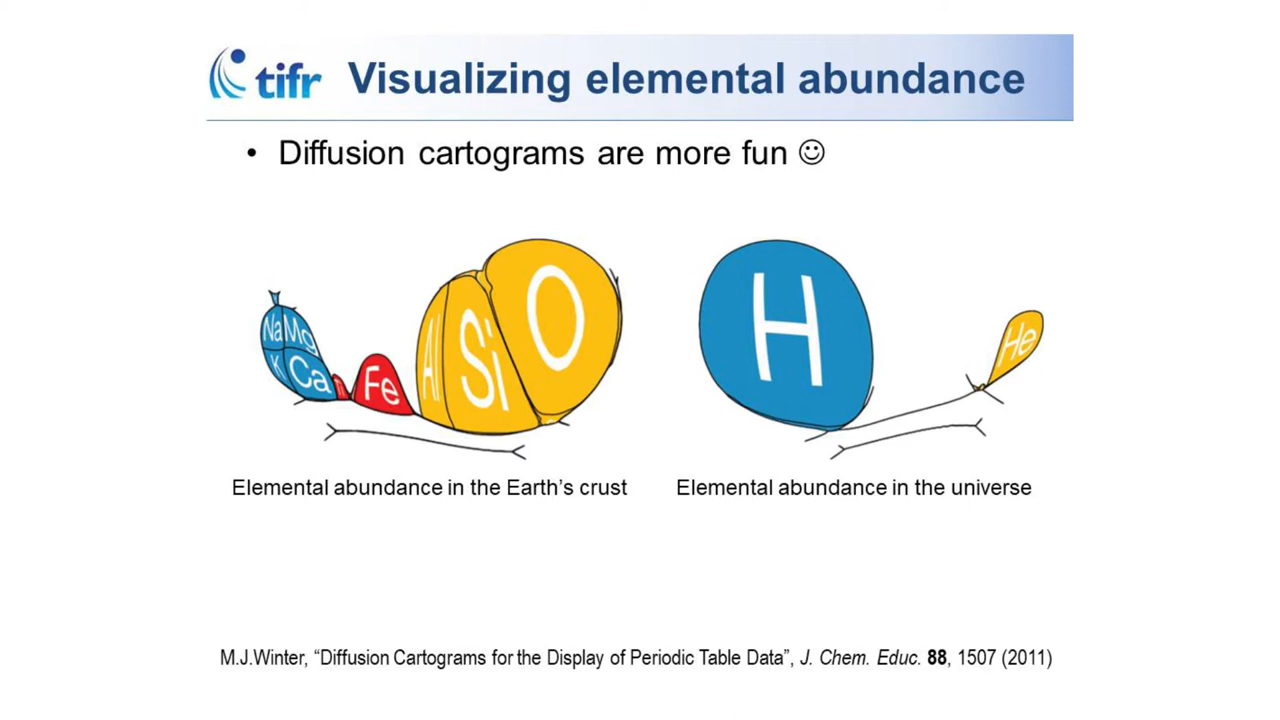 tifr Visualizing elemental abundance
• Diffusion cartograms are more fun ☺
Na Mg
K Ca
Fe
Al Si O
H
He
Elemental abundance in the Earth's crust
Elemental abundance in the universe
M.J.Winter, “Diffusion Cartograms for the Display of Periodic Table Data”, J. Chem. Educ. 88, 1507 (2011)